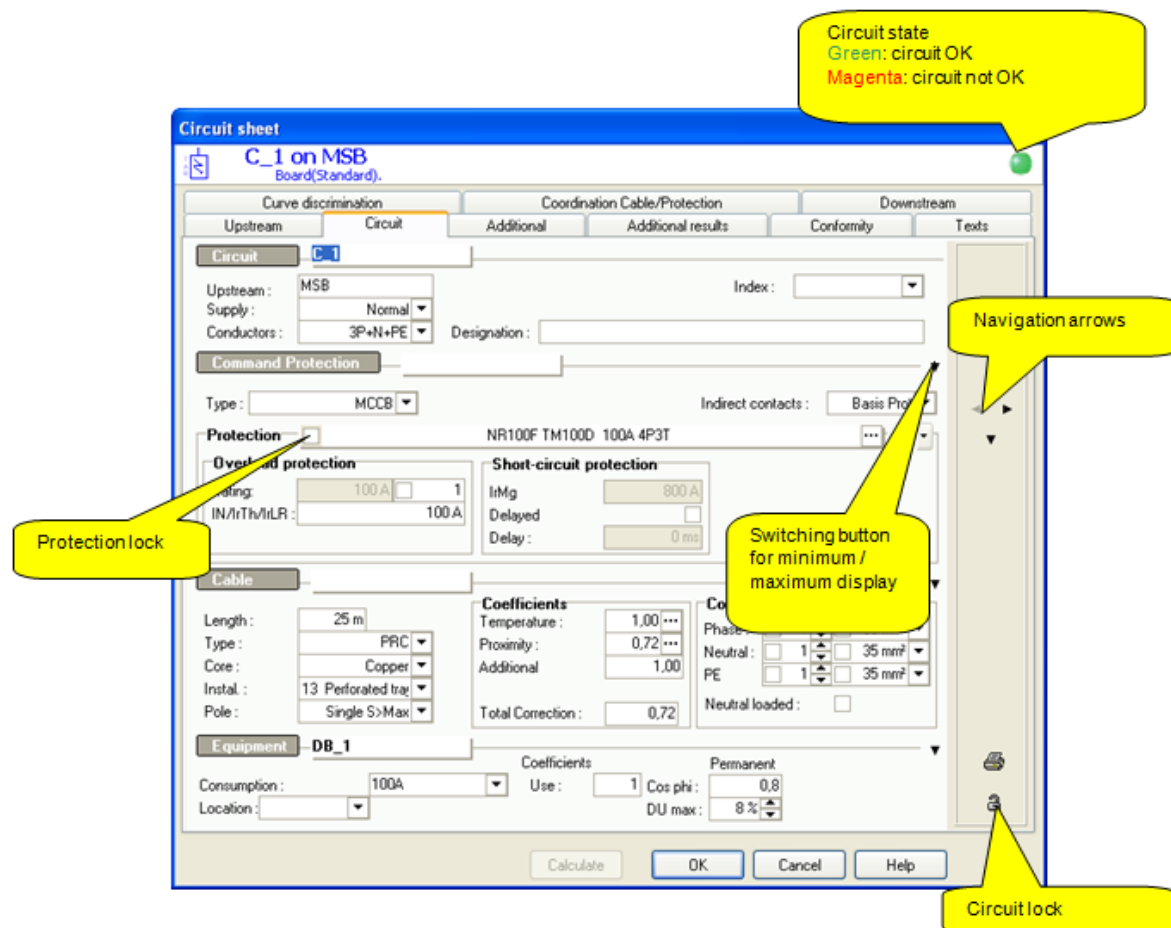 Circuit state
Green: circuit OK
Magenta: circuit not OK
Circuit sheet
C_1 on MSB
Board(Standard).
Curve discrimination
Coordination Cable/Protection
Downstream
Upstream
Circuit
Additional
Additional results
Conformity
Texts
Circuit
C_1
Upstream :
MSB
Index :
Supply :
Normal
Conductors :
3P+N+PE
Designation :
Navigation arrows
Command Protection
Type :
MCCB
Indirect contacts :
Basis
Protection
NR100F TM100D 100A 4P3T
...
protection
Short-circuit protection
100 A
1
IrMg
800 A
IN/IrTh/IrLR :
100 A
Delayed
Delay :
0 ms
Protection lock
Switching button
for minimum /
maximum display
Cable
Coefficients
Length :
25 m
Temperature :
1,00 ...
Type :
PRC
Proximity :
0,72 ...
Neutral :
1
35 mm²
Core :
Copper
Additional
1,00
PE
1
35 mm²
Instal. :
13 Perforated
Pole :
Single S>Max
Total Correction :
0,72
Neutral loaded :
Equipment
DB_1
Coefficients
Permanent
Consumption :
100A
Use :
1
Cos phi :
0,8
Location :
DU max :
8 %
Calculate
OK
Cancel
Help
Circuit lock